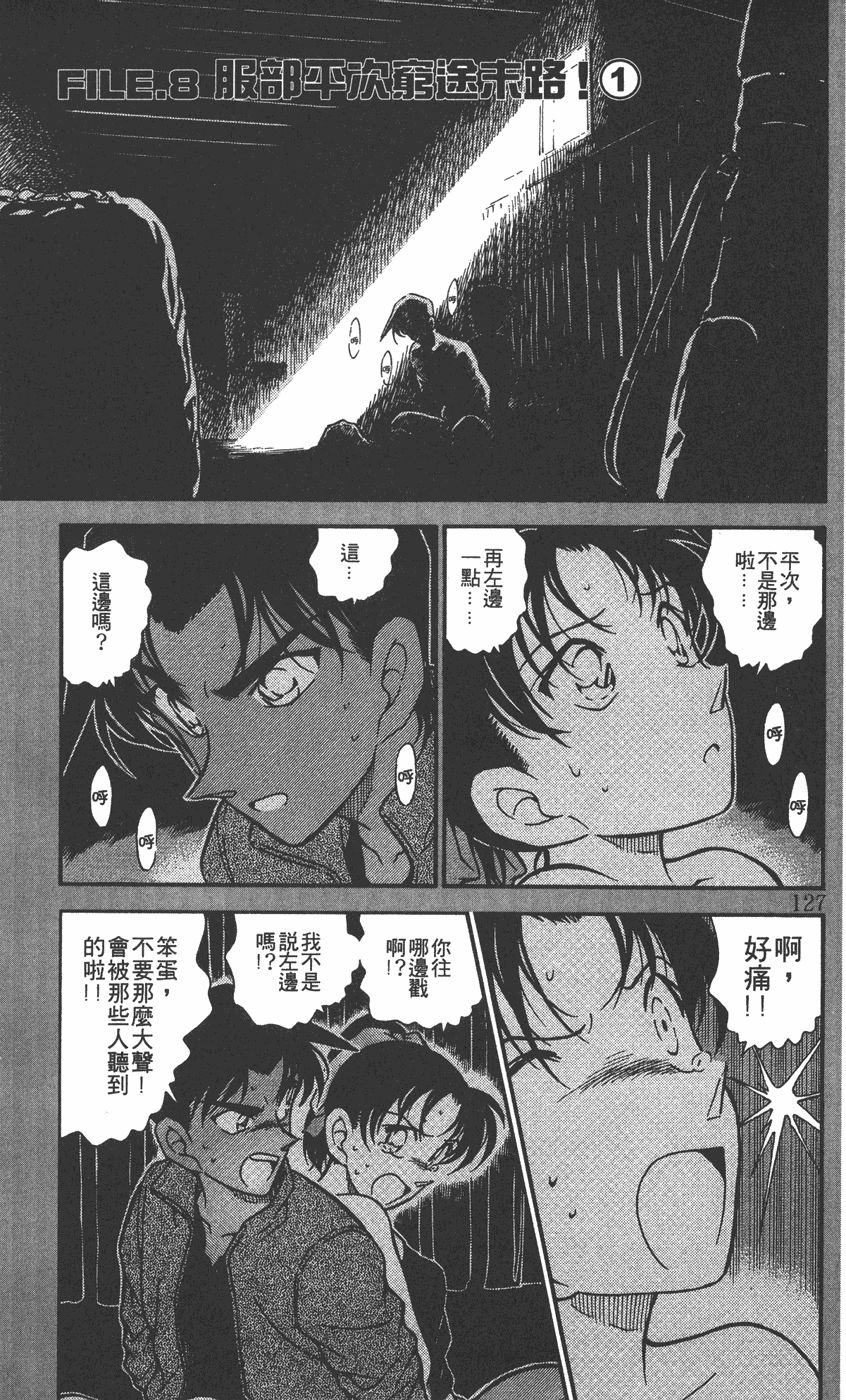 FILE.8 服部平次窮途末路！①
呼
呼
呼
平次，
不是那邊
啦……
再左邊
一點……
呼
呼
這…
這邊嗎？
呼
呼
呼
127
啊，
好痛!!
你往
哪邊戳
啊!?
我不是
說左邊
嗎!?
笨蛋，
不要那麼大聲！
會被那些人聽到
的啦!!